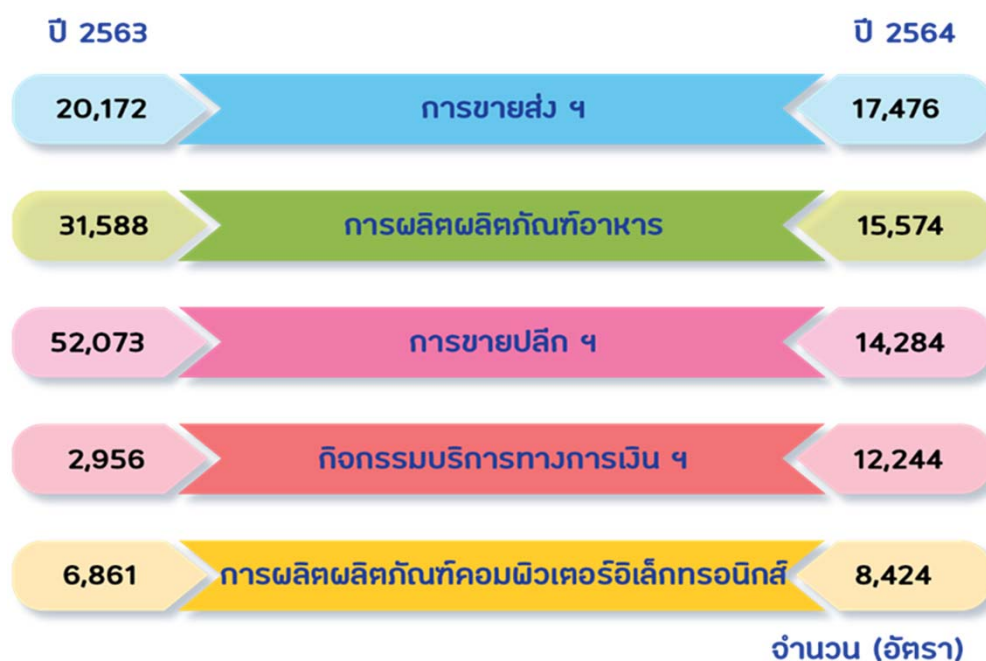 ปี 2563 ปี 2564
20,172 การขายส่ง ฯ 17,476
31,588 การผลิตผลิตภัณฑ์อาหาร 15,574
52,073 การขายปลีก ฯ 14,284
2,956 กิจกรรมบริการทางการเงิน ฯ 12,244
6,861 การผลิตผลิตภัณฑ์คอมพิวเตอร์อิเล็กทรอนิกส์ 8,424
จำนวน (อัตรา)